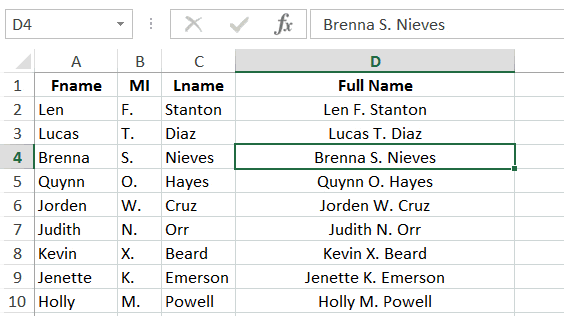 D4 fx Brenna S. Nieves
A B C D
1 Fname MI Lname Full Name
2 Len F. Stanton Len F. Stanton
3 Lucas T. Diaz Lucas T. Diaz
4 Brenna S. Nieves Brenna S. Nieves
5 Quynn O. Hayes Quynn O. Hayes
6 Jorden W. Cruz Jorden W. Cruz
7 Judith N. Orr Judith N. Orr
8 Kevin X. Beard Kevin X. Beard
9 Jenette K. Emerson Jenette K. Emerson
10 Holly M. Powell Holly M. Powell